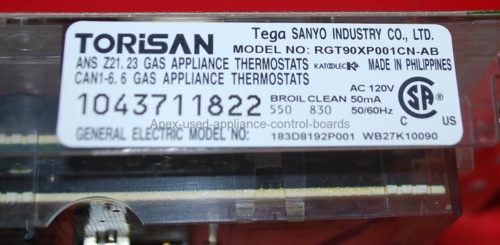 TORiSAN Tega SANYO INDUSTRY CO., LTD.
MODEL NO: RGT90XP001CN-AB
ANS Z21. 23 GAS APPLIANCE THERMOSTATS KATOOLEC MADE IN PHILIPPINES
CAN1-6. 6 GAS APPLIANCE THERMOSTATS
1043711822 BROIL CLEAN AC 120V
550 830 50mA
50/60Hz
Apex-used-appliance-control-boards
GENERAL ELECTRIC MODEL NO: 183D8192P001 WB27K10090